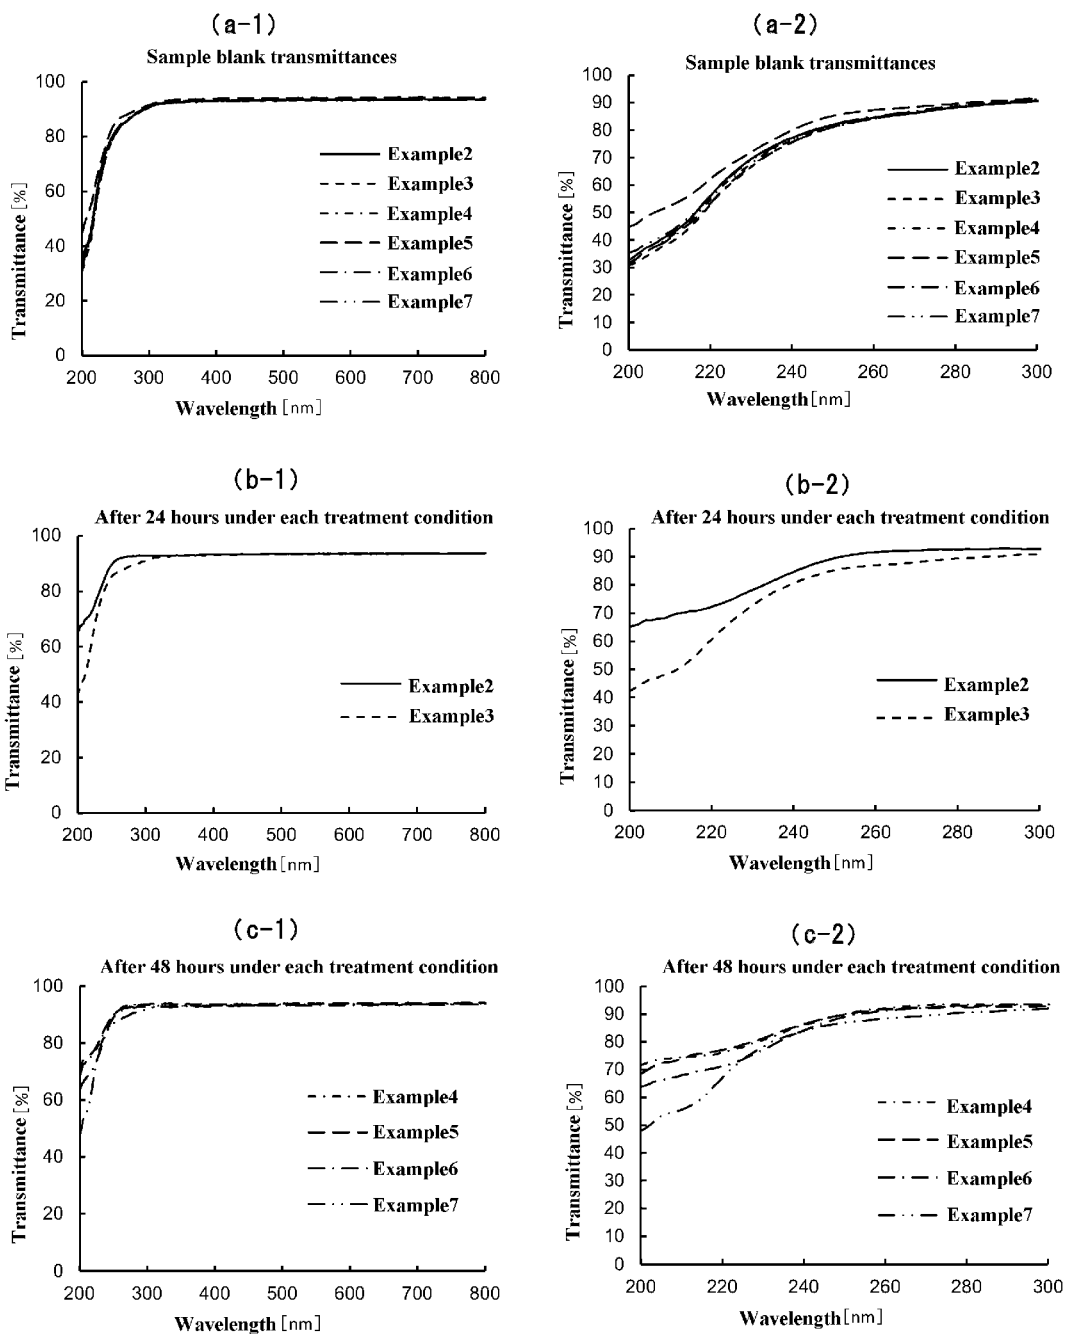 (a-1)
Sample blank transmittances
Transmittance [%]
100
80
60
40
20
0
200 300 400 500 600 700 800
Wavelength [nm]
Example2
Example3
Example4
Example5
Example6
Example7
(a-2)
Sample blank transmittances
Transmittance [%]
100
90
80
70
60
50
40
30
20
10
0
200 220 240 260 280 300
Wavelength [nm]
Example2
Example3
Example4
Example5
Example6
Example7
(b-1)
After 24 hours under each treatment condition
Transmittance [%]
100
80
60
40
20
0
200 300 400 500 600 700 800
Wavelength [nm]
Example2
Example3
(b-2)
After 24 hours under each treatment condition
Transmittance [%]
100
90
80
70
60
50
40
30
20
10
0
200 220 240 260 280 300
Wavelength [nm]
Example2
Example3
(c-1)
After 48 hours under each treatment condition
Transmittance [%]
100
80
60
40
20
0
200 300 400 500 600 700 800
Wavelength [nm]
Example4
Example5
Example6
Example7
(c-2)
After 48 hours under each treatment condition
Transmittance [%]
100
90
80
70
60
50
40
30
20
10
0
200 220 240 260 280 300
Wavelength [nm]
Example4
Example5
Example6
Example7